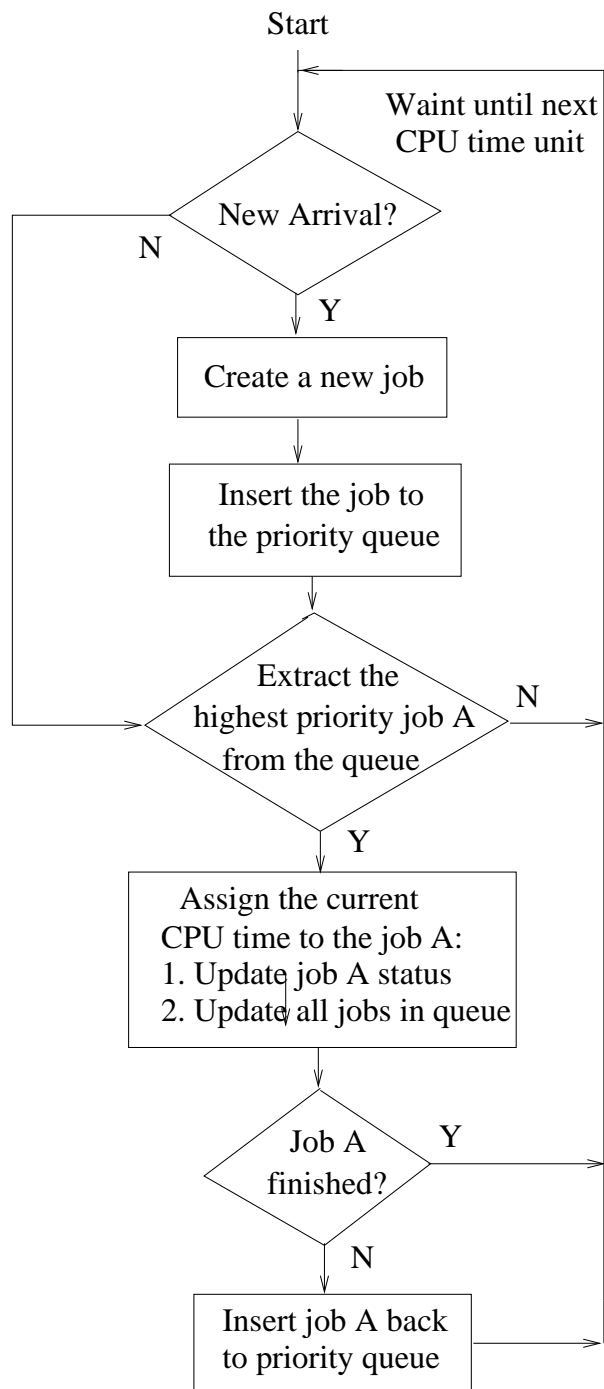 Start
Waint until next
CPU time unit
New Arrival?
N
Y
Create a new job
Insert the job to
the priority queue
Extract the
highest priority job A
from the queue
N
Y
Assign the current
CPU time to the job A:
1. Update job A status
2. Update all jobs in queue
Job A
finished?
Y
N
Insert job A back
to priority queue